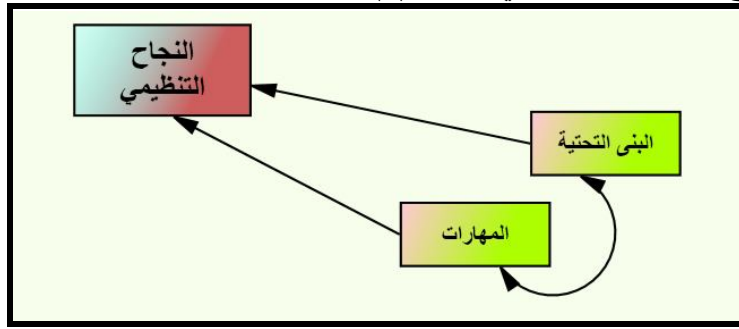 النجاح
التنظيمي
البنى التحتية
المهارات